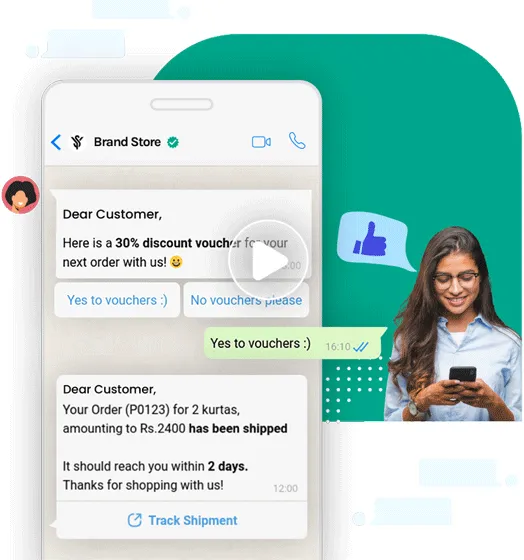 Brand Store
Dear Customer,
Here is a 30% discount voucher for your
next order with us!
Yes to vouchers :)
No vouchers please
Yes to vouchers :) 16:10
Dear Customer,
Your Order (P0123) for 2 kurtas,
amounting to Rs.2400 has been shipped
It should reach you within 2 days.
Thanks for shopping with us!
12:00
Track Shipment